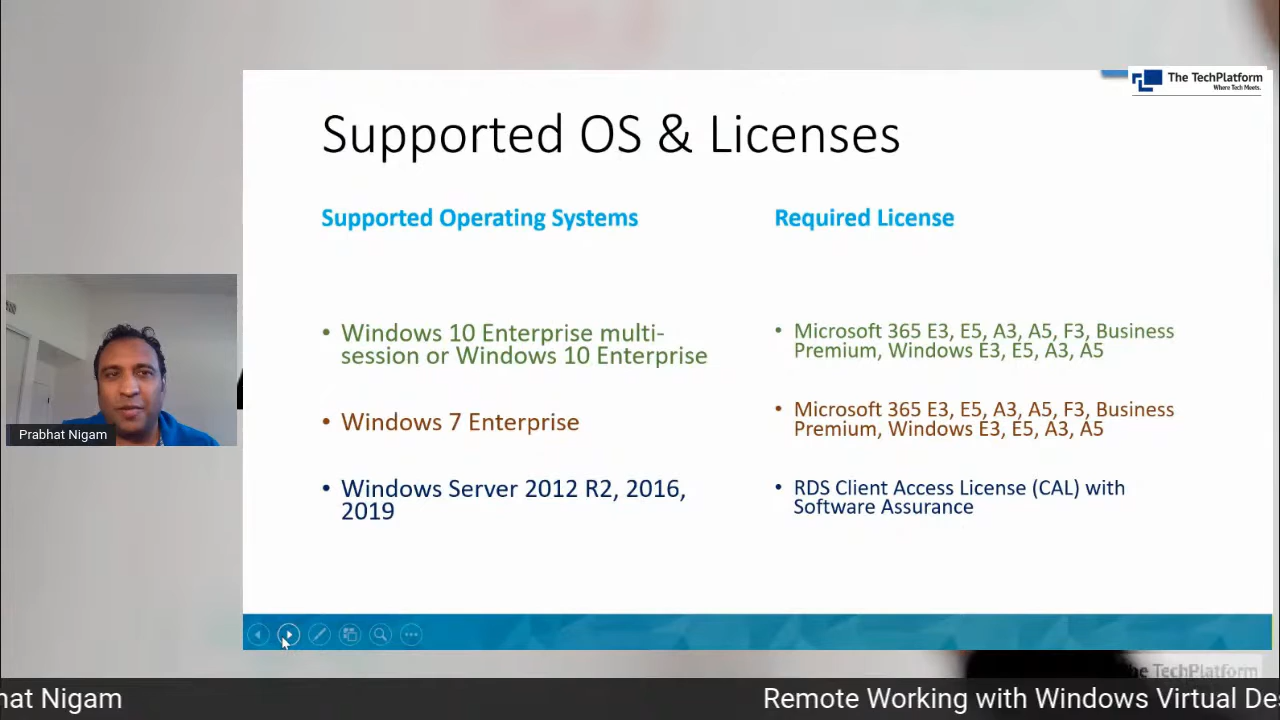 The TechPlatform
Where Tech Meets.
Supported OS & Licenses
Supported Operating Systems
Required License
• Windows 10 Enterprise multi-
session or Windows 10 Enterprise
• Microsoft 365 E3, E5, A3, A5, F3, Business
Premium, Windows E3, E5, A3, A5
• Windows 7 Enterprise
• Microsoft 365 E3, E5, A3, A5, F3, Business
Premium, Windows E3, E5, A3, A5
• Windows Server 2012 R2, 2016,
2019
• RDS Client Access License (CAL) with
Software Assurance
Prabhat Nigam
The TechPlatform
hat Nigam
Remote Working with Windows Virtual Des